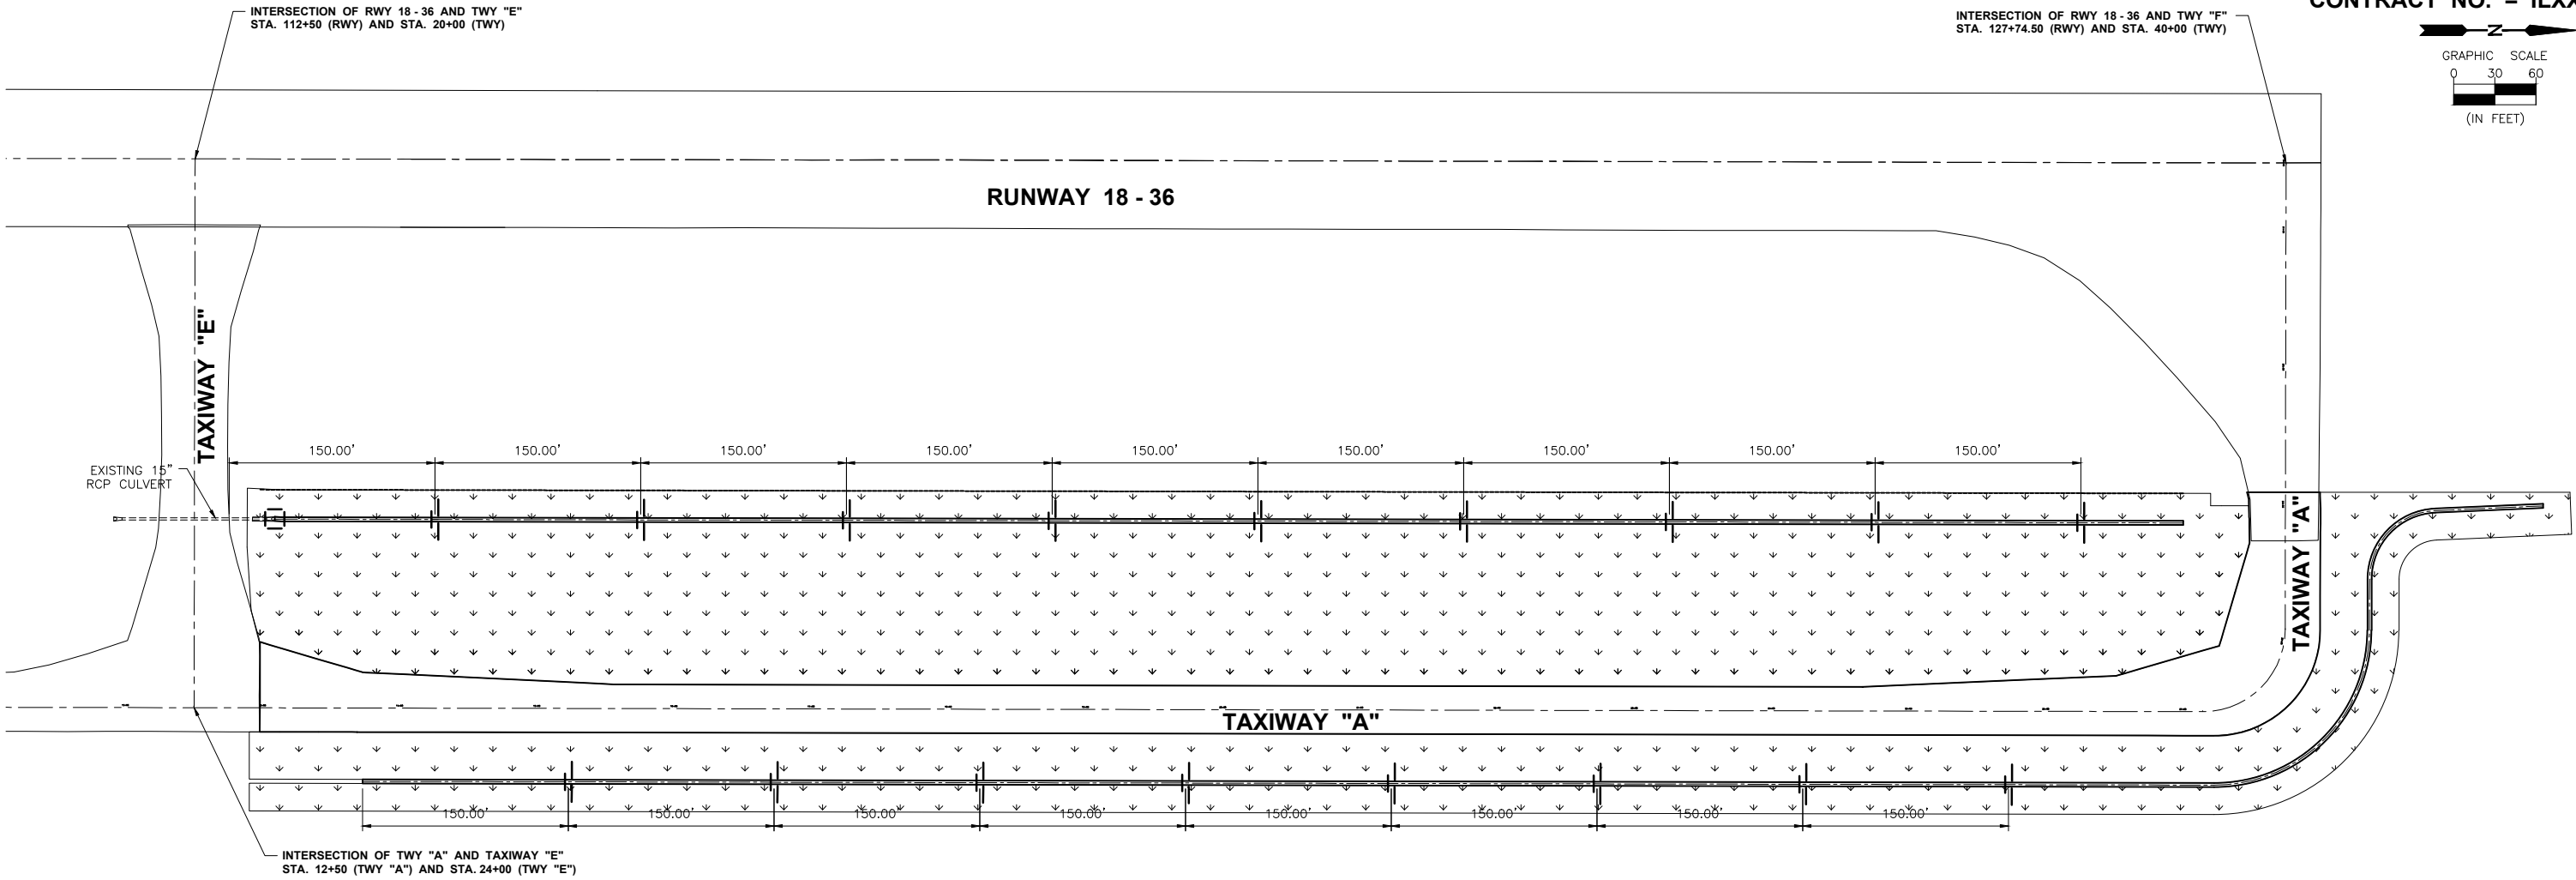 CONTRACT NO. = ILXX
INTERSECTION OF RWY 18 - 36 AND TWY "E"
STA. 112+50 (RWY) AND STA. 20+00 (TWY)
INTERSECTION OF RWY 18 - 36 AND TWY "F"
STA. 127+74.50 (RWY) AND STA. 40+00 (TWY)
N
GRAPHIC SCALE
0 30 60
(IN FEET)
RUNWAY 18 - 36
TAXIWAY "E"
150.00' 150.00' 150.00' 150.00' 150.00' 150.00' 150.00' 150.00' 150.00'
EXISTING 15"
RCP CULVERT
TAXIWAY "A"
TAXIWAY "A"
150.00' 150.00' 150.00' 150.00' 150.00' 150.00' 150.00' 150.00'
INTERSECTION OF TWY "A" AND TAXIWAY "E"
STA. 12+50 (TWY "A") AND STA. 24+00 (TWY "E")